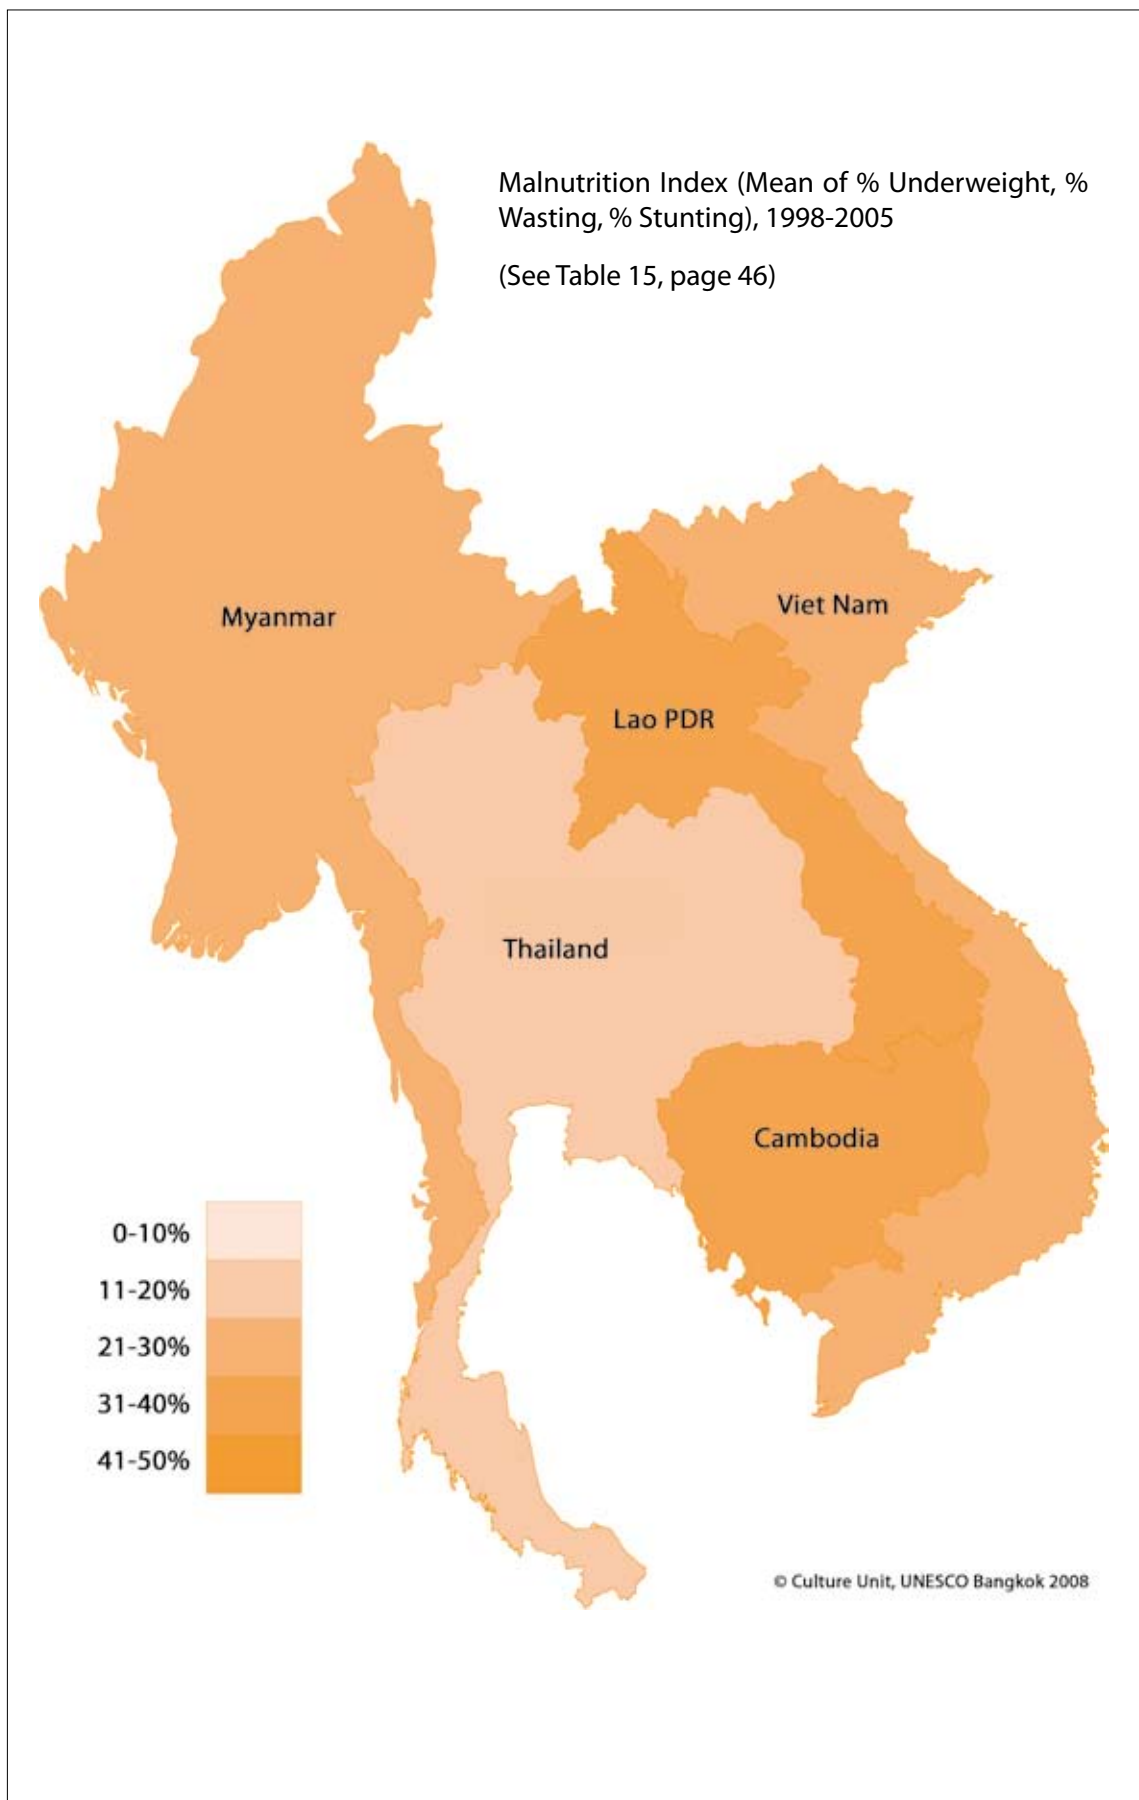 Malnutrition Index (Mean of % Underweight, %
Wasting, % Stunting), 1998-2005
(See Table 15, page 46)
Myanmar
Viet Nam
Lao PDR
Thailand
Cambodia
0-10%
11-20%
21-30%
31-40%
41-50%
© Culture Unit, UNESCO Bangkok 2008